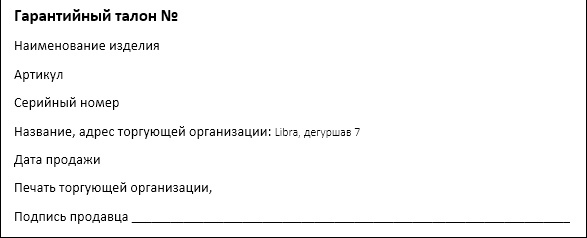 Гарантийный талон №
Наименование изделия
Артикул
Серийный номер
Название, адрес торгующей организации: Libra, дегуршав 7
Дата продажи
Печать торгующей организации,
Подпись продавца ___________________________________________________________